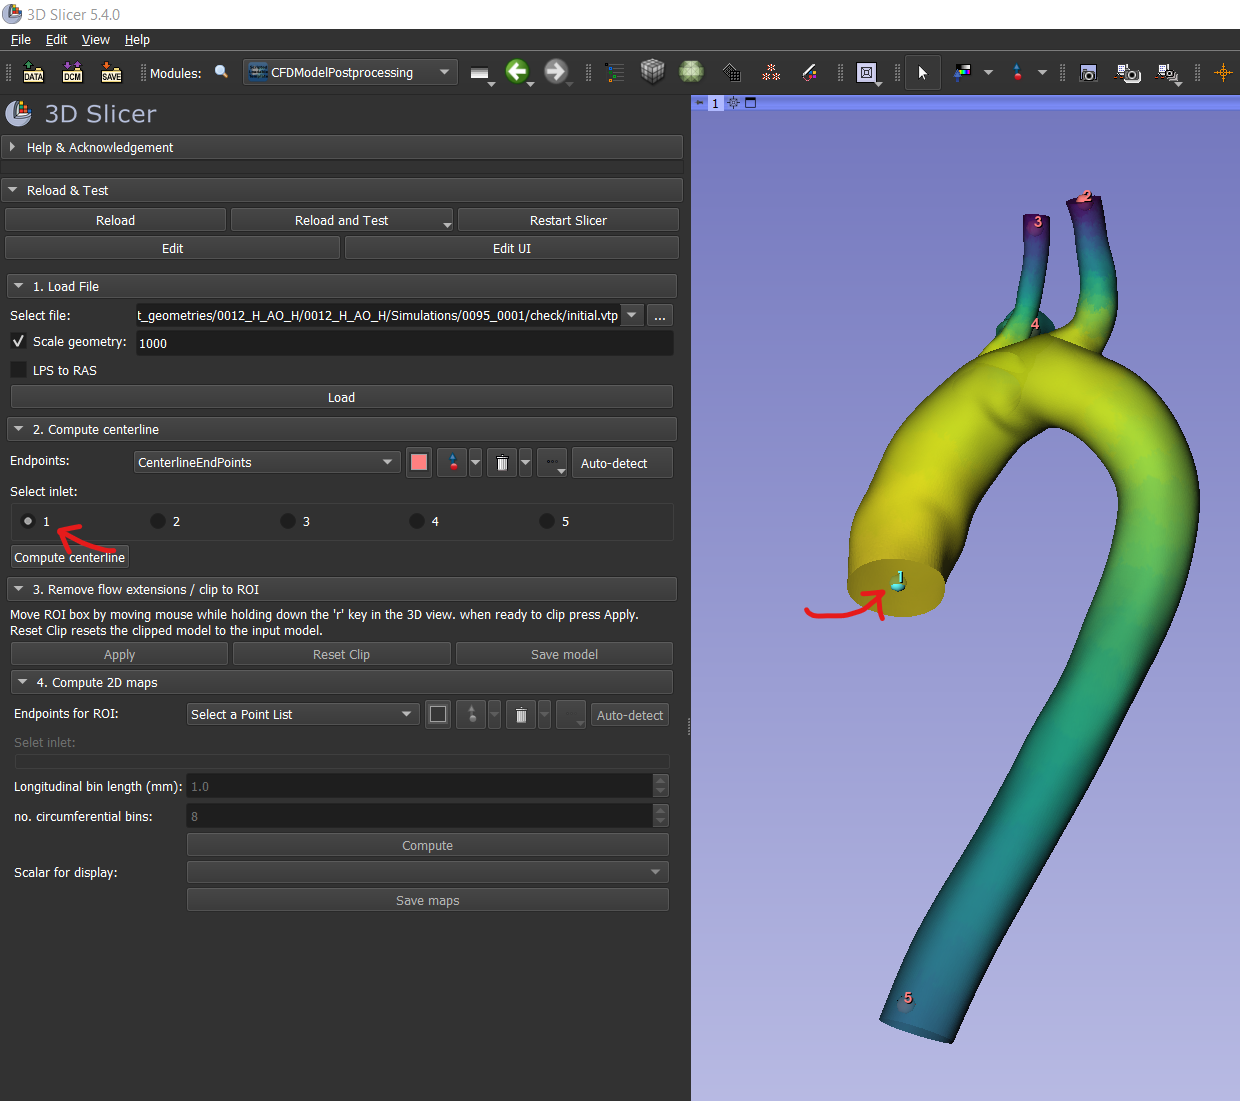 3D Slicer 5.4.0
File Edit View Help
DATA DCM SAVE Modules: CFDModelPostprocessing
1
3D Slicer
Help & Acknowledgement
Reload & Test
Reload Reload and Test Restart Slicer
Edit Edit UI
1. Load File
Select file: t_geometries/0012_H_AO_H/0012_H_AO_H/Simulations/0095_0001/check/initial.vtp ...
Scale geometry: 1000
LPS to RAS
Load
2. Compute centerline
Endpoints: CenterlineEndPoints Auto-detect
Select inlet:
1 2 3 4 5
Compute centerline
3. Remove flow extensions / clip to ROI
Move ROI box by moving mouse while holding down the 'r' key in the 3D view. when ready to clip press Apply.
Reset Clip resets the clipped model to the input model.
Apply Reset Clip Save model
4. Compute 2D maps
Endpoints for ROI: Select a Point List Auto-detect
Selet inlet:
Longitudinal bin length (mm): 1.0
no. circumferential bins: 8
Compute
Scalar for display:
Save maps
2
3
4
1
5